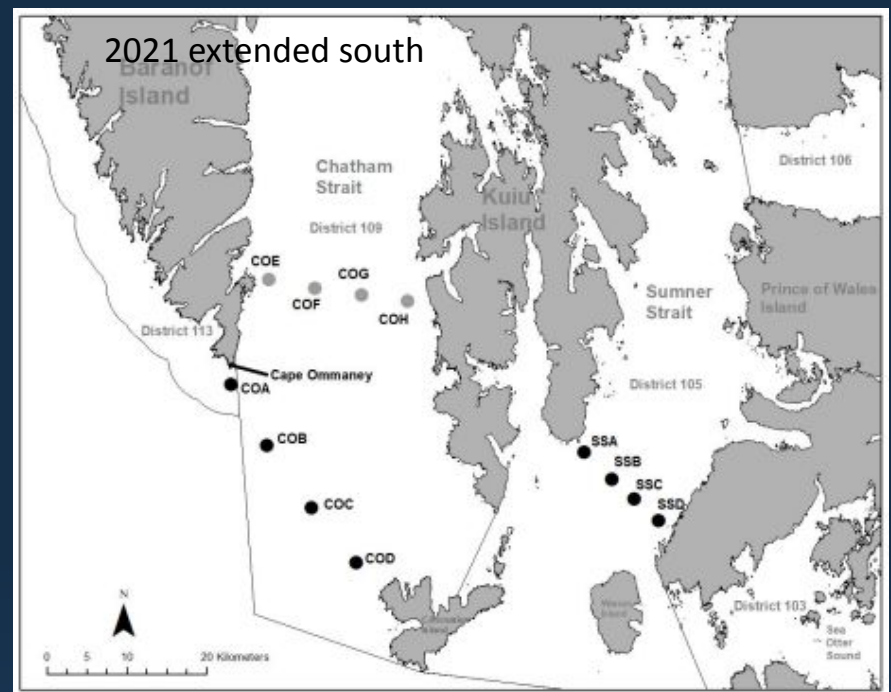 2021 extended south
Baranof
Island
Chatham
Strait
District 109
Kuiu
Island
District 106
COE
COF
COG
COH
Sumner
Strait
Prince of Wales
Island
District 113
Cape Ommaney
COA
District 105
COB
SSA
SSB
SSC
SSD
COC
COD
District 103
Island
Island
Sea
Otter
Sound
N
0 5 10 20 Kilometers